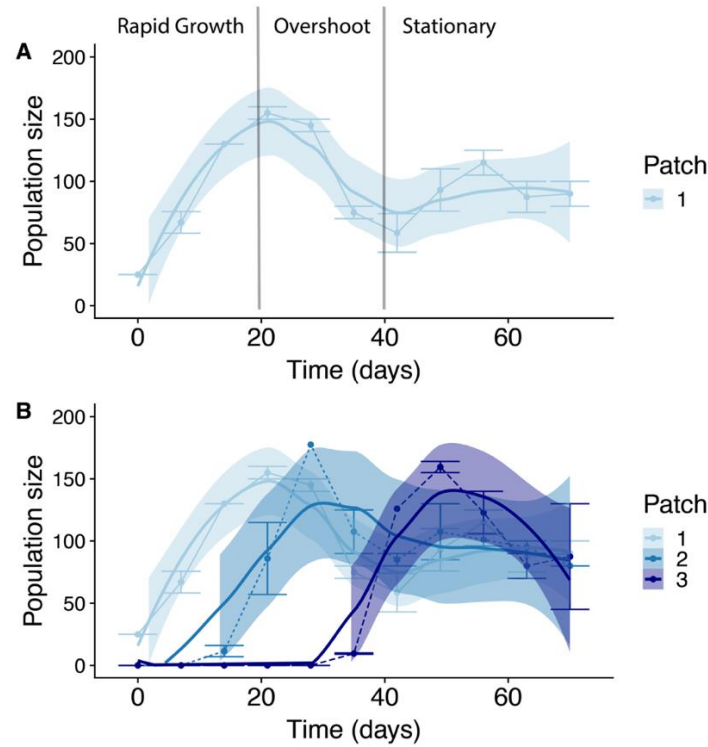 Rapid Growth Overshoot Stationary
A
200
150
100
50
0
Population size
0 20 40 60
Time (days)
Patch
1
B
200
150
100
50
0
Population size
0 20 40 60
Time (days)
Patch
1
2
3